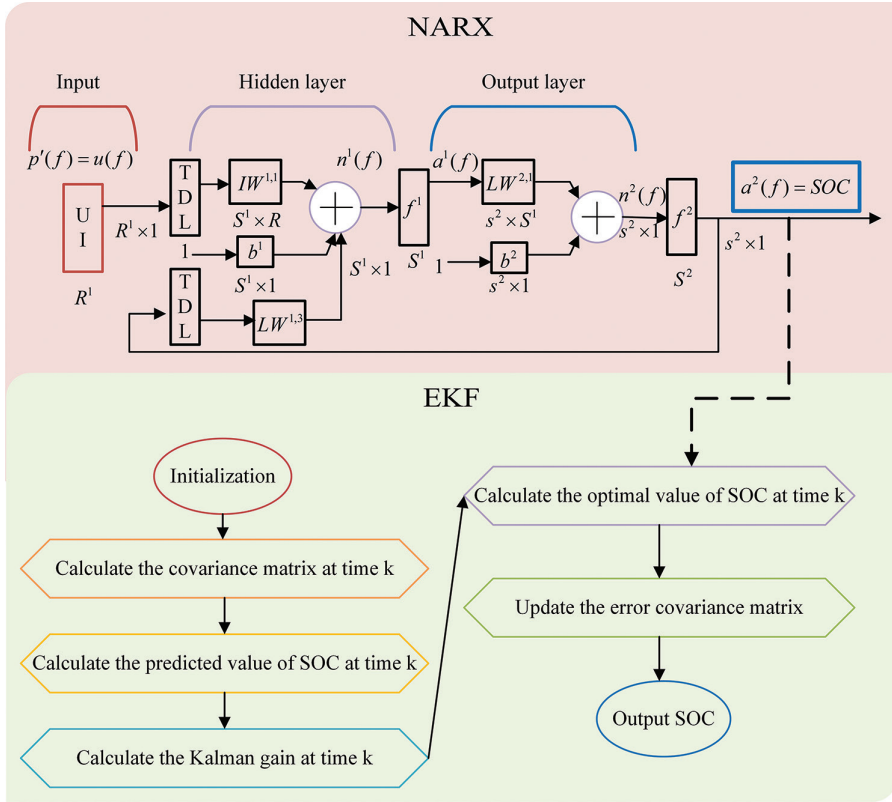 NARX
Input
Hidden layer
Output layer
p′(f) = u(f)
n¹(f)
a¹(f)
n²(f)
a²(f) = SOC
U
I
R¹ × 1
R¹
T
D
L
IW¹,¹
S¹ × R
1
b¹
S¹ × 1
T
D
L
LW¹,³
S¹ × 1
f¹
S¹
LW²,¹
s² × S¹
1
b²
s² × 1
s² × 1
f²
S²
s² × 1
EKF
Initialization
Calculate the covariance matrix at time k
Calculate the predicted value of SOC at time k
Calculate the Kalman gain at time k
Calculate the optimal value of SOC at time k
Update the error covariance matrix
Output SOC